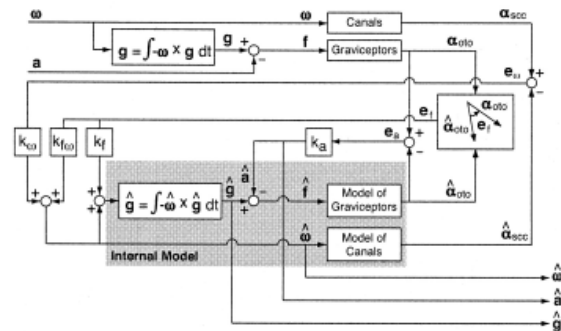 ω ω Canals α_scc
g = ∫-ω x g dt g + - f Graviceptors α_oto
a
e_ω + -
e_f
α_oto
α̂_oto e_f
k_ω k_fω k_f
k_a e_a + -
â
+ + + +
ĝ = ∫-ω̂ x ĝ dt ĝ - + f̂ Model of Graviceptors α̂_oto
ω̂ Model of Canals α̂_scc
Internal Model
ω̂
â
ĝ